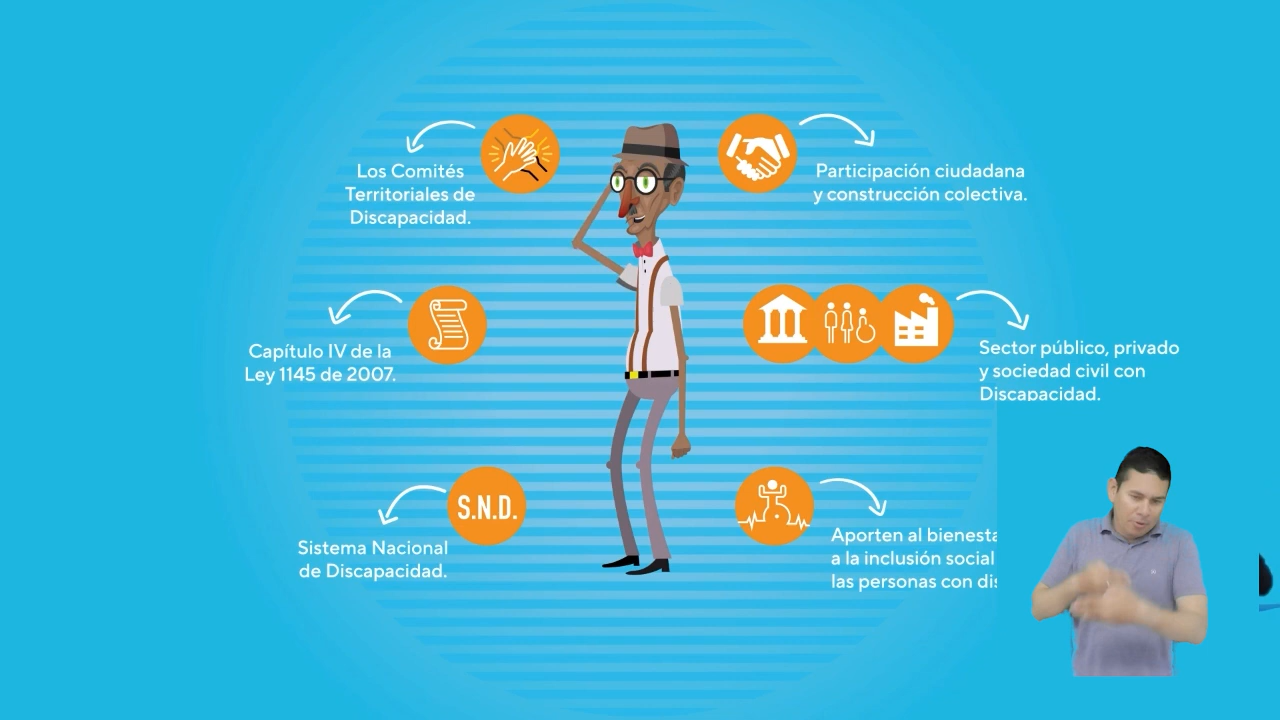 Los Comités
Territoriales de
Discapacidad.
Participación ciudadana
y construcción colectiva.
Capítulo IV de la
Ley 1145 de 2007.
Sector público, privado
y sociedad civil con
Discapacidad.
S.N.D.
Sistema Nacional
de Discapacidad.
Aporten al bienesta
a la inclusión social
las personas con dis